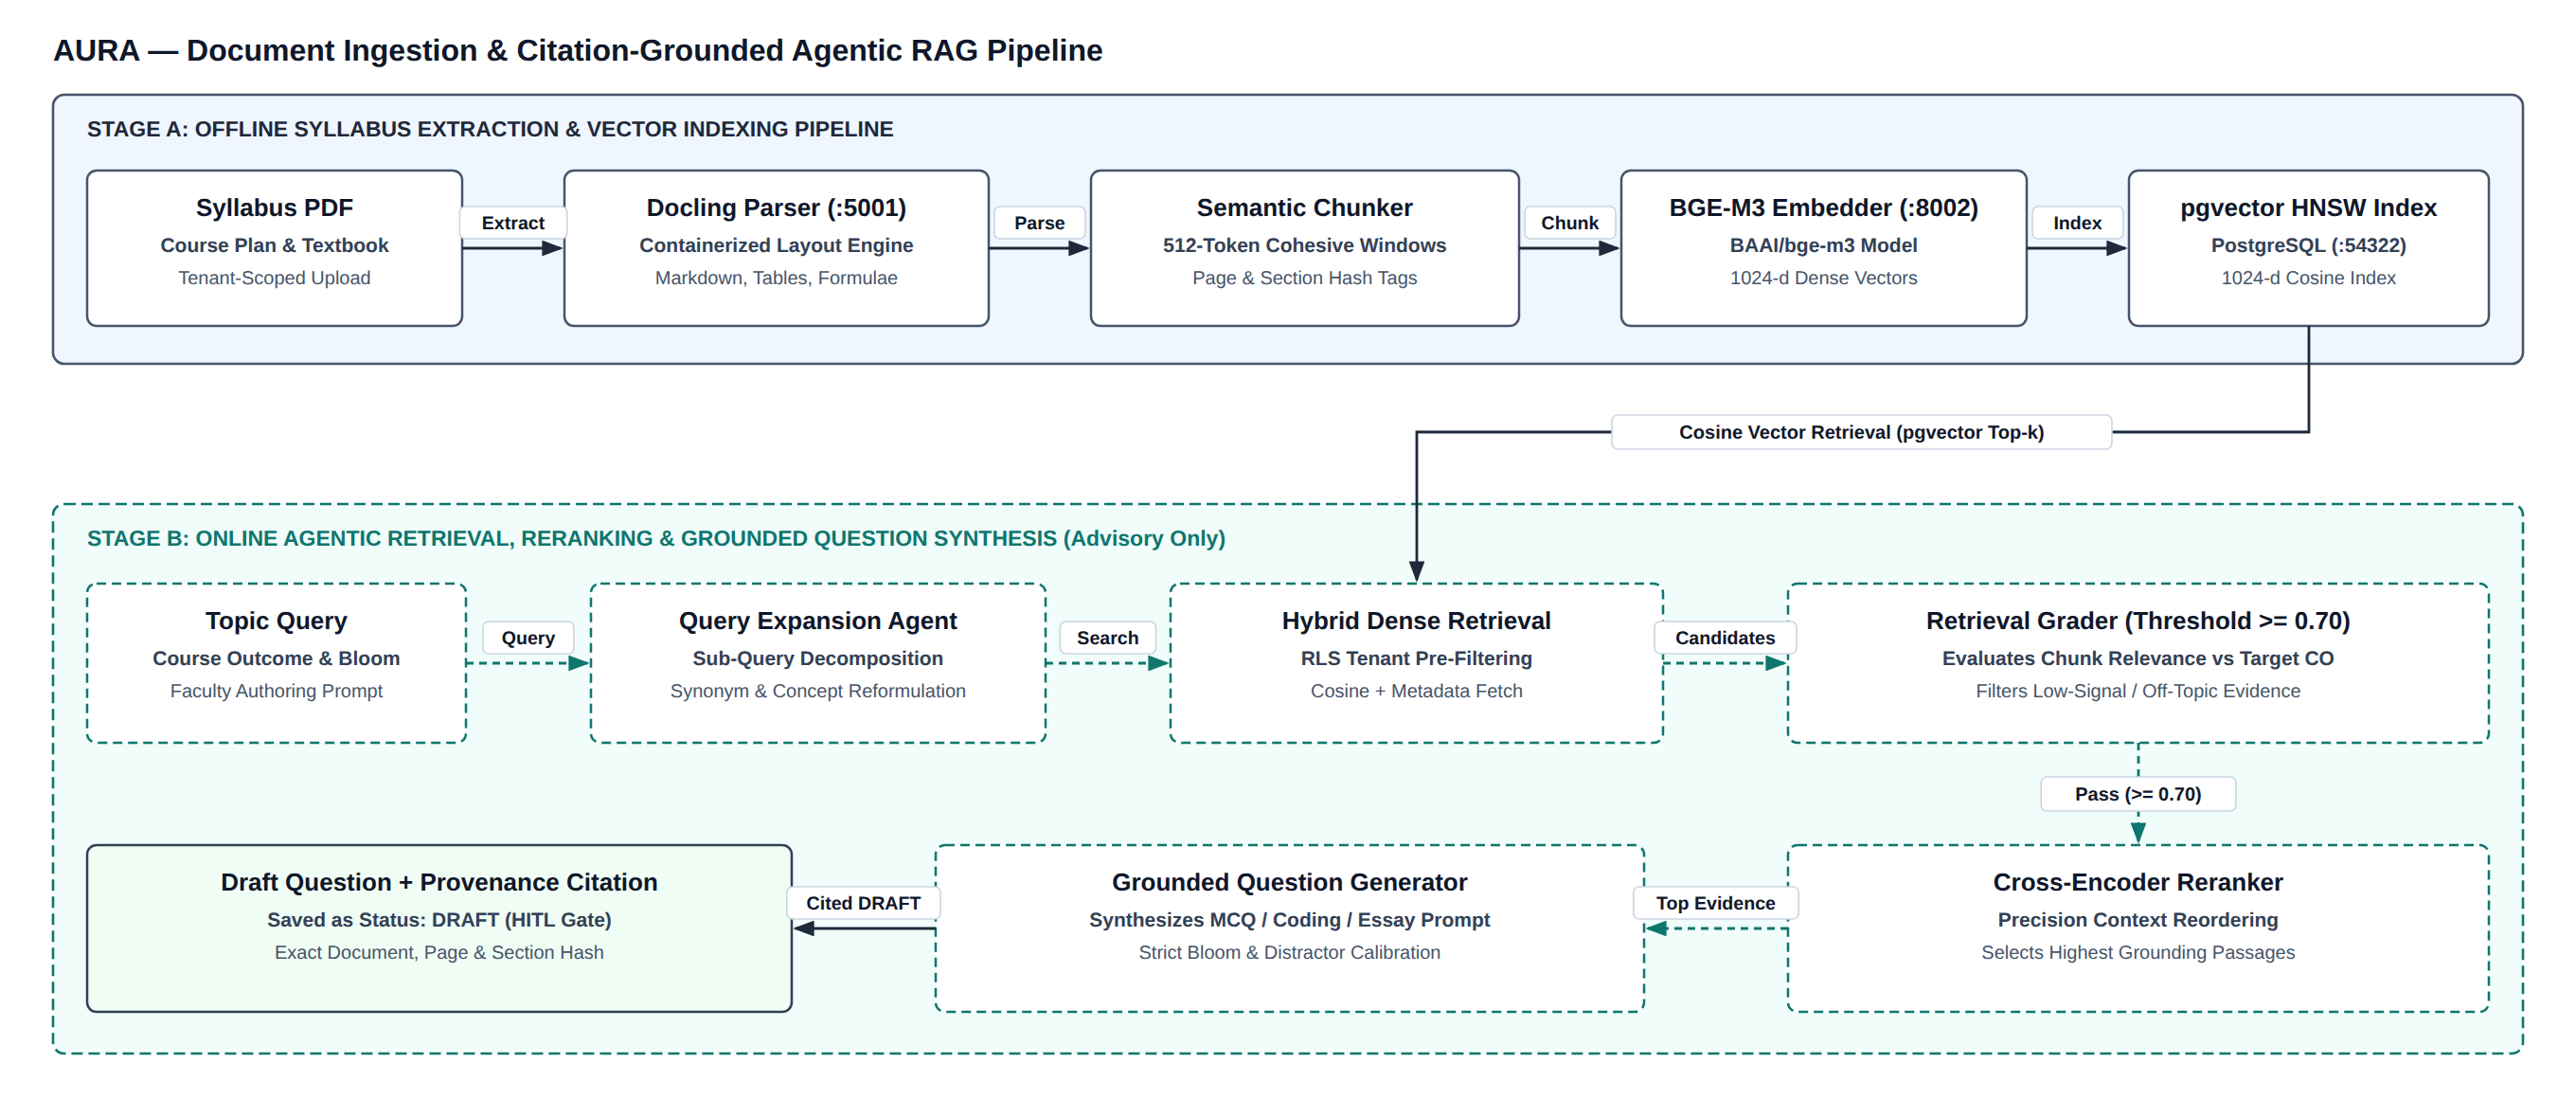 AURA — Document Ingestion & Citation-Grounded Agentic RAG Pipeline
STAGE A: OFFLINE SYLLABUS EXTRACTION & VECTOR INDEXING PIPELINE
Syllabus PDF
Course Plan & Textbook
Tenant-Scoped Upload
Extract
Docling Parser (:5001)
Containerized Layout Engine
Markdown, Tables, Formulae
Parse
Semantic Chunker
512-Token Cohesive Windows
Page & Section Hash Tags
Chunk
BGE-M3 Embedder (:8002)
BAAI/bge-m3 Model
1024-d Dense Vectors
Index
pgvector HNSW Index
PostgreSQL (:54322)
1024-d Cosine Index
Cosine Vector Retrieval (pgvector Top-k)
STAGE B: ONLINE AGENTIC RETRIEVAL, RERANKING & GROUNDED QUESTION SYNTHESIS (Advisory Only)
Topic Query
Course Outcome & Bloom
Faculty Authoring Prompt
Query
Query Expansion Agent
Sub-Query Decomposition
Synonym & Concept Reformulation
Search
Hybrid Dense Retrieval
RLS Tenant Pre-Filtering
Cosine + Metadata Fetch
Candidates
Retrieval Grader (Threshold >= 0.70)
Evaluates Chunk Relevance vs Target CO
Filters Low-Signal / Off-Topic Evidence
Pass (>= 0.70)
Draft Question + Provenance Citation
Saved as Status: DRAFT (HITL Gate)
Exact Document, Page & Section Hash
Cited DRAFT
Grounded Question Generator
Synthesizes MCQ / Coding / Essay Prompt
Strict Bloom & Distractor Calibration
Top Evidence
Cross-Encoder Reranker
Precision Context Reordering
Selects Highest Grounding Passages